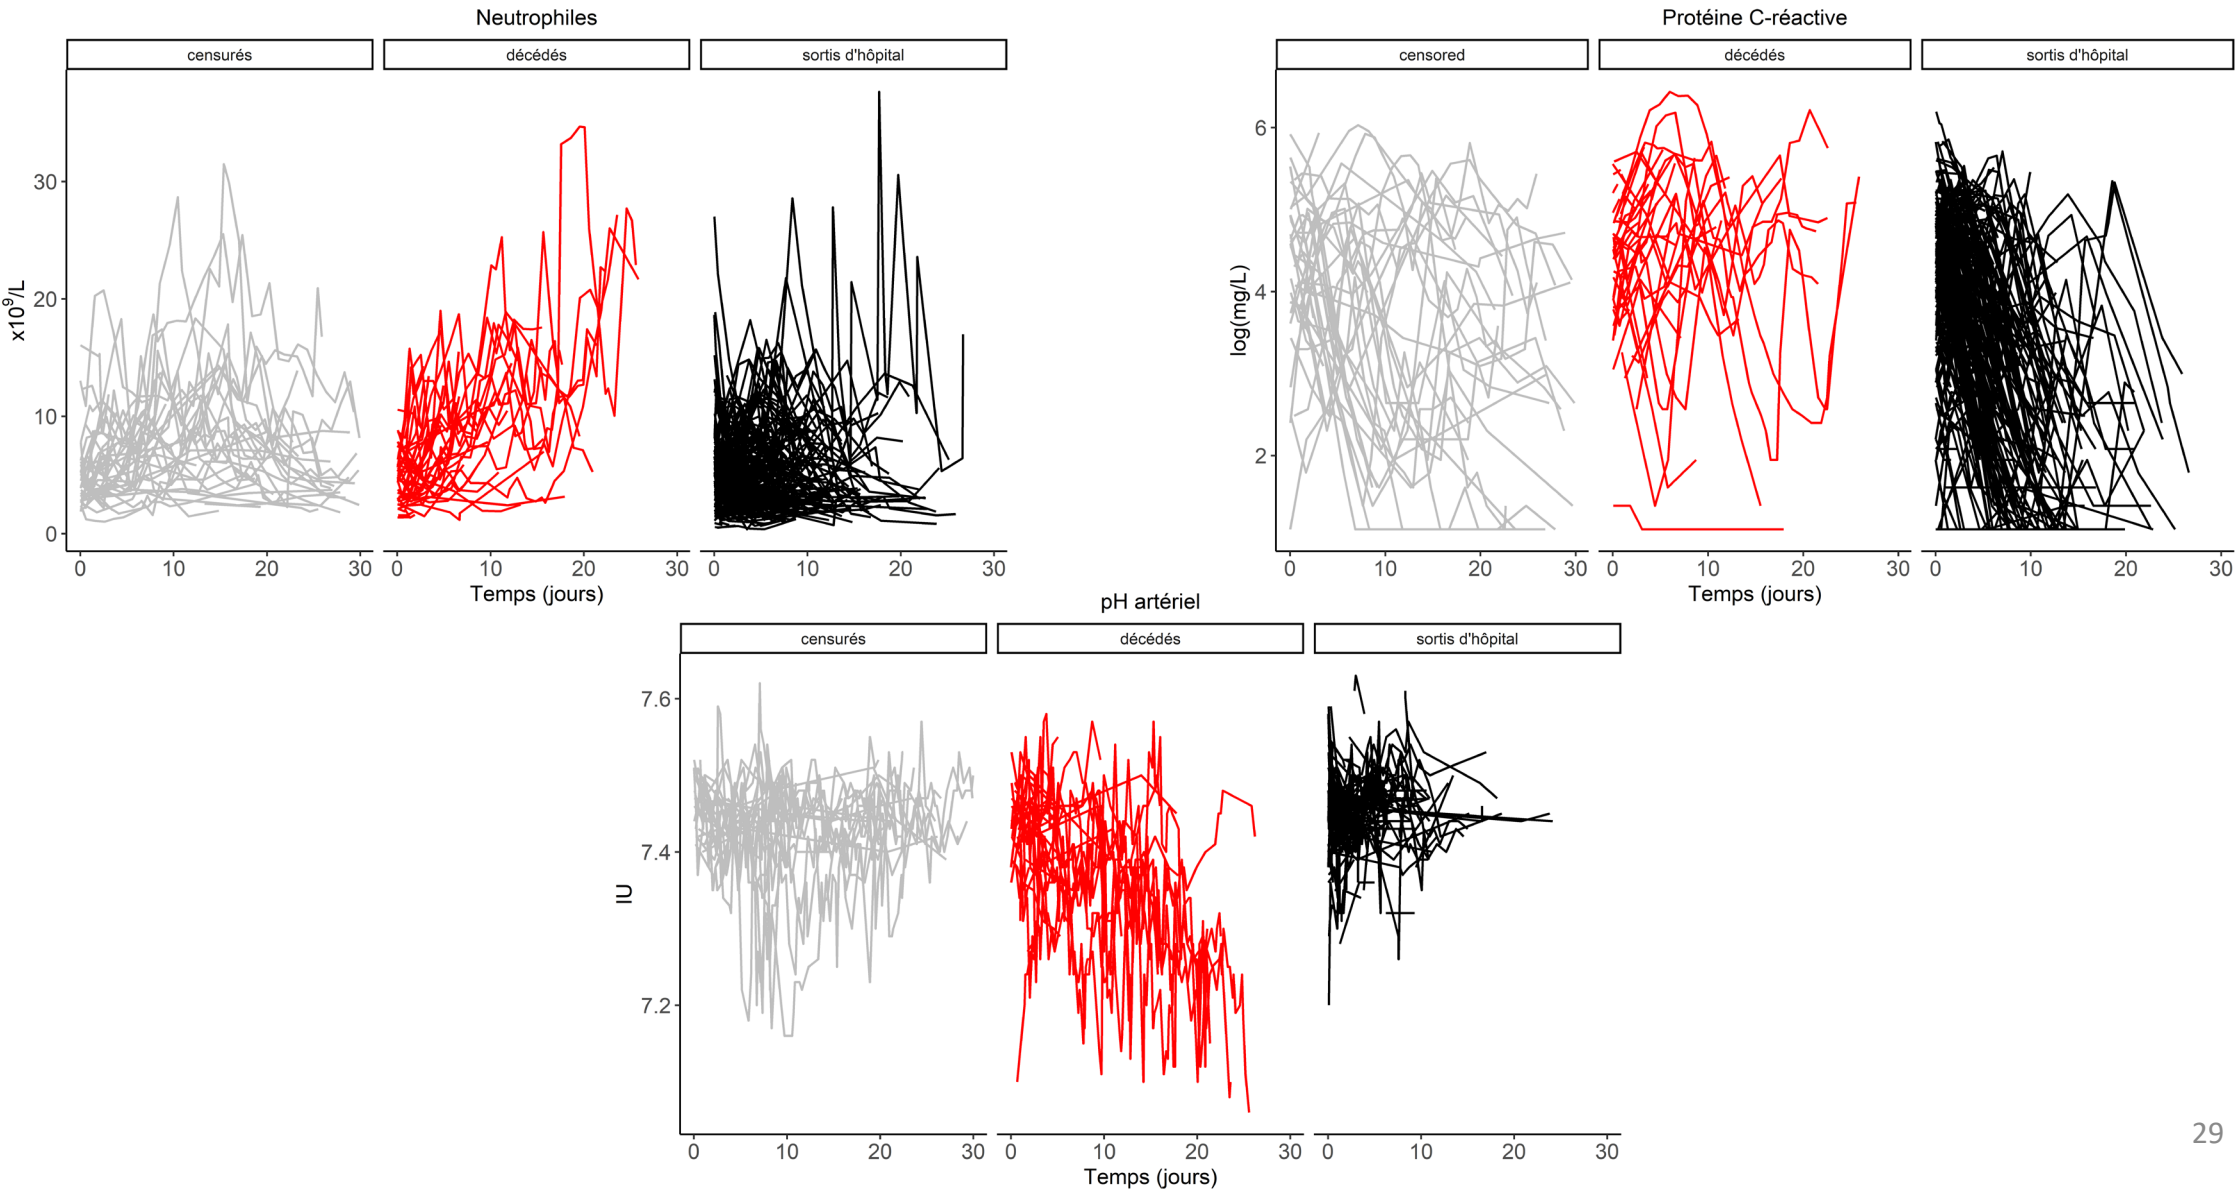 Neutrophiles
censurés décédés sortis d'hôpital
x10⁹/L
30
20
10
0
0 10 20 30 0 10 20 30 0 10 20 30
Temps (jours)
Protéine C-réactive
censored décédés sortis d'hôpital
log(mg/L)
6
4
2
0 10 20 30 0 10 20 30 0 10 20 30
Temps (jours)
pH artériel
censurés décédés sortis d'hôpital
IU
7.6
7.4
7.2
0 10 20 30 0 10 20 30 0 10 20 30
Temps (jours)
29